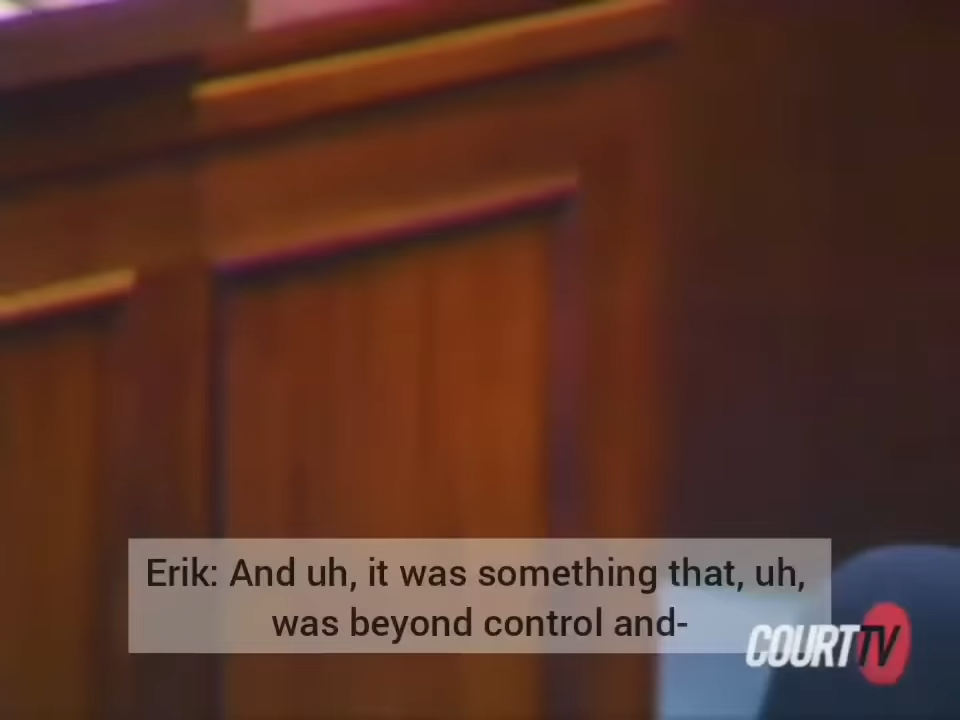 Erik: And uh, it was something that, uh,
was beyond control and-
COURT TV